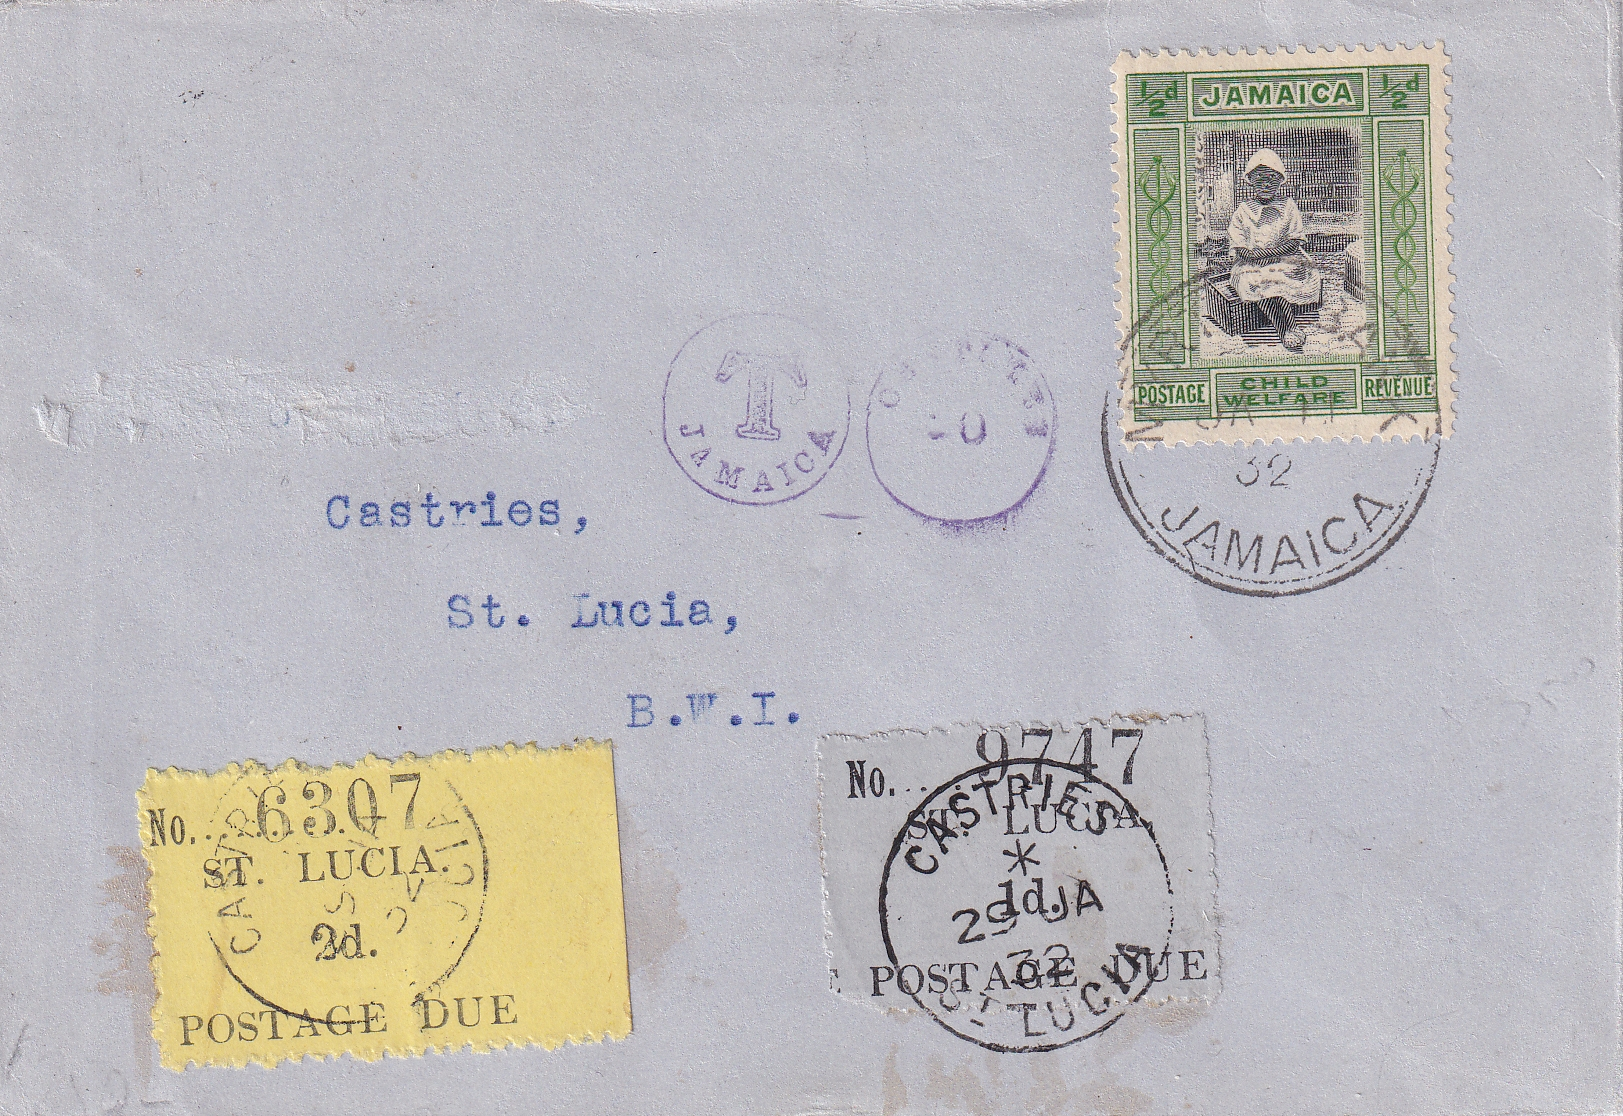 ½d JAMAICA ½d
POSTAGE CHILD WELFARE REVENUE
32
JAMAICA
T
JAMAICA
Castries,
St. Lucia,
B.W.I.
No.....6307
ST. LUCIA.
2d.
POSTAGE DUE
No.....9747
ST. LUCIA.
1d.
POSTAGE DUE
CASTRIES
*
29 JA
32
ST LUCIA